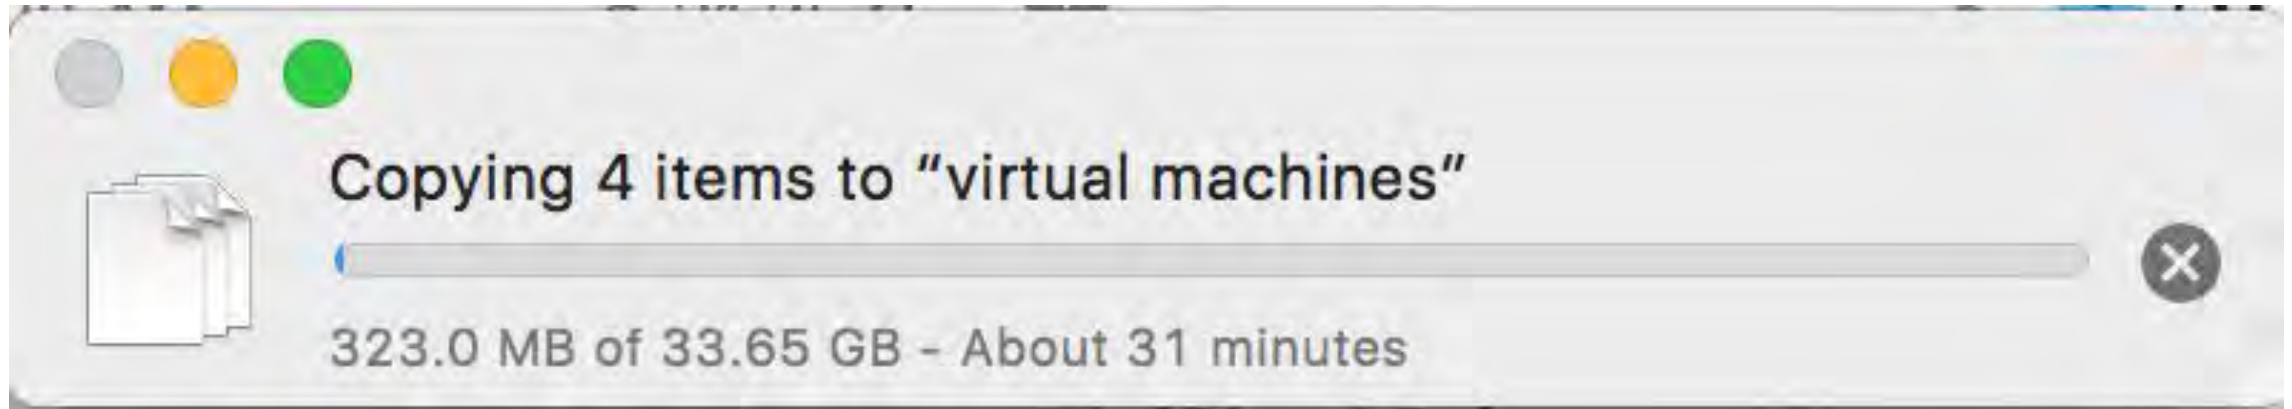 Copying 4 items to “virtual machines”
323.0 MB of 33.65 GB - About 31 minutes